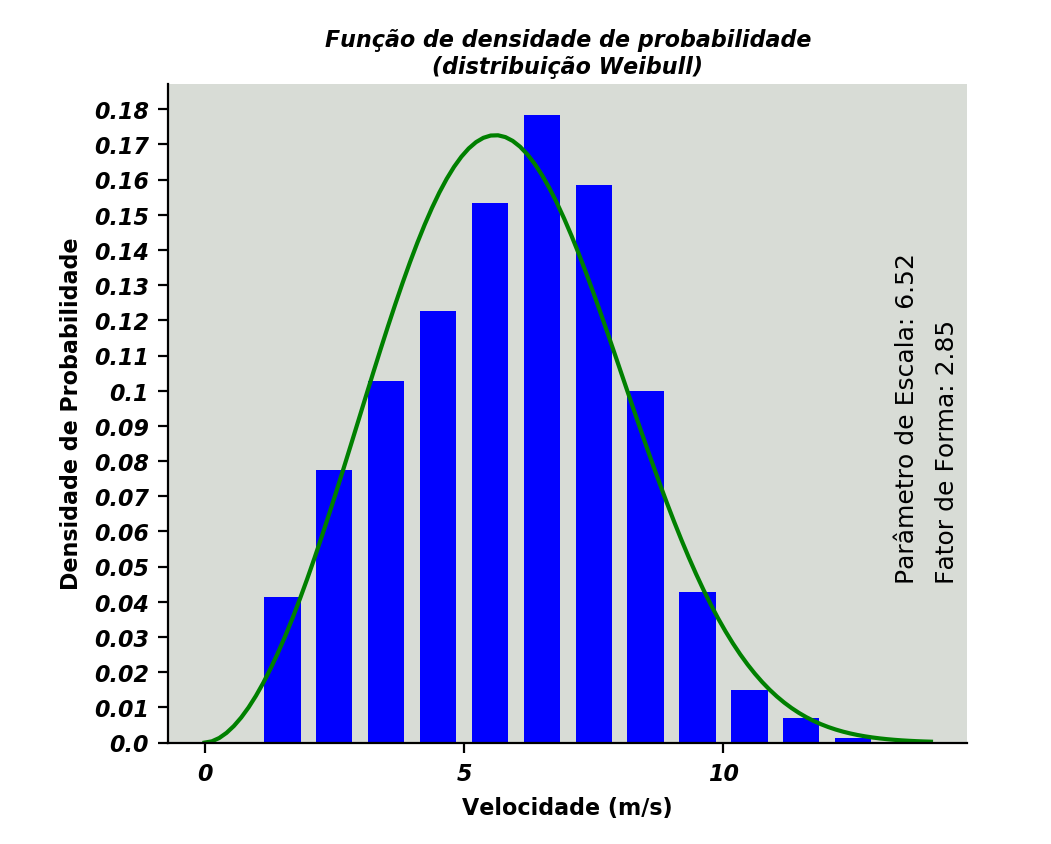 Função de densidade de probabilidade
(distribuição Weibull)
0.18
0.17
0.16
0.15
0.14
0.13
0.12
0.11
0.1
0.09
0.08
0.07
0.06
0.05
0.04
0.03
0.02
0.01
0.0
Densidade de Probabilidade
Parâmetro de Escala: 6.52
Fator de Forma: 2.85
0 5 10
Velocidade (m/s)